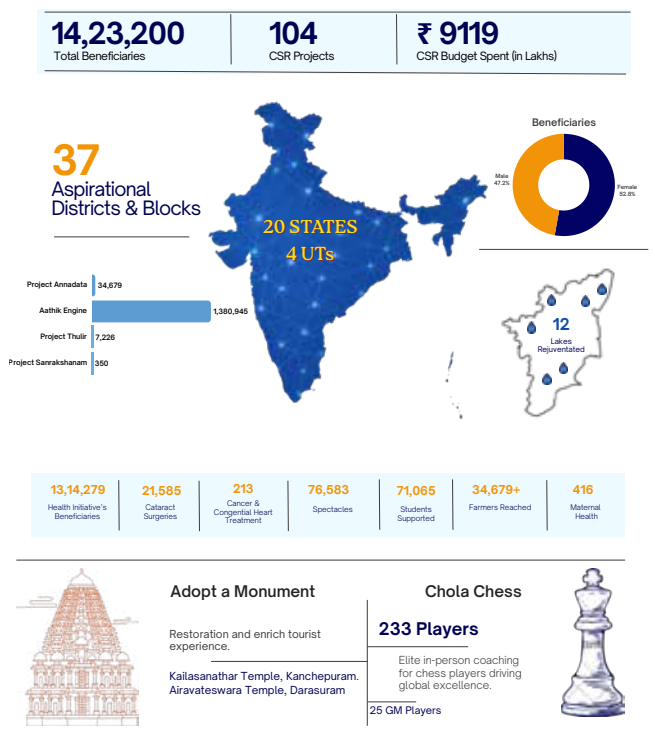 14,23,200
Total Beneficiaries
104
CSR Projects
₹ 9119
CSR Budget Spent (in Lakhs)
37
Aspirational
Districts & Blocks
20 STATES
4 UTs
Beneficiaries
Male
47.2%
Female
52.8%
Project Annadata
34,679
Aathik Engine
1,380,945
Project Thulir
7,226
Project Sanrakshanam
350
12
Lakes
Rejuventated
13,14,279
Health Initiative's
Beneficiaries
21,585
Cataract
Surgeries
213
Cancer &
Congential Heart
Treatment
76,583
Spectacles
71,065
Students
Supported
34,679+
Farmers Reached
416
Maternal
Health
Adopt a Monument
Restoration and enrich tourist
experience.
Kailasanathar Temple, Kanchepuram.
Airavateswara Temple, Darasuram
Chola Chess
233 Players
Elite in-person coaching
for chess players driving
global excellence.
25 GM Players